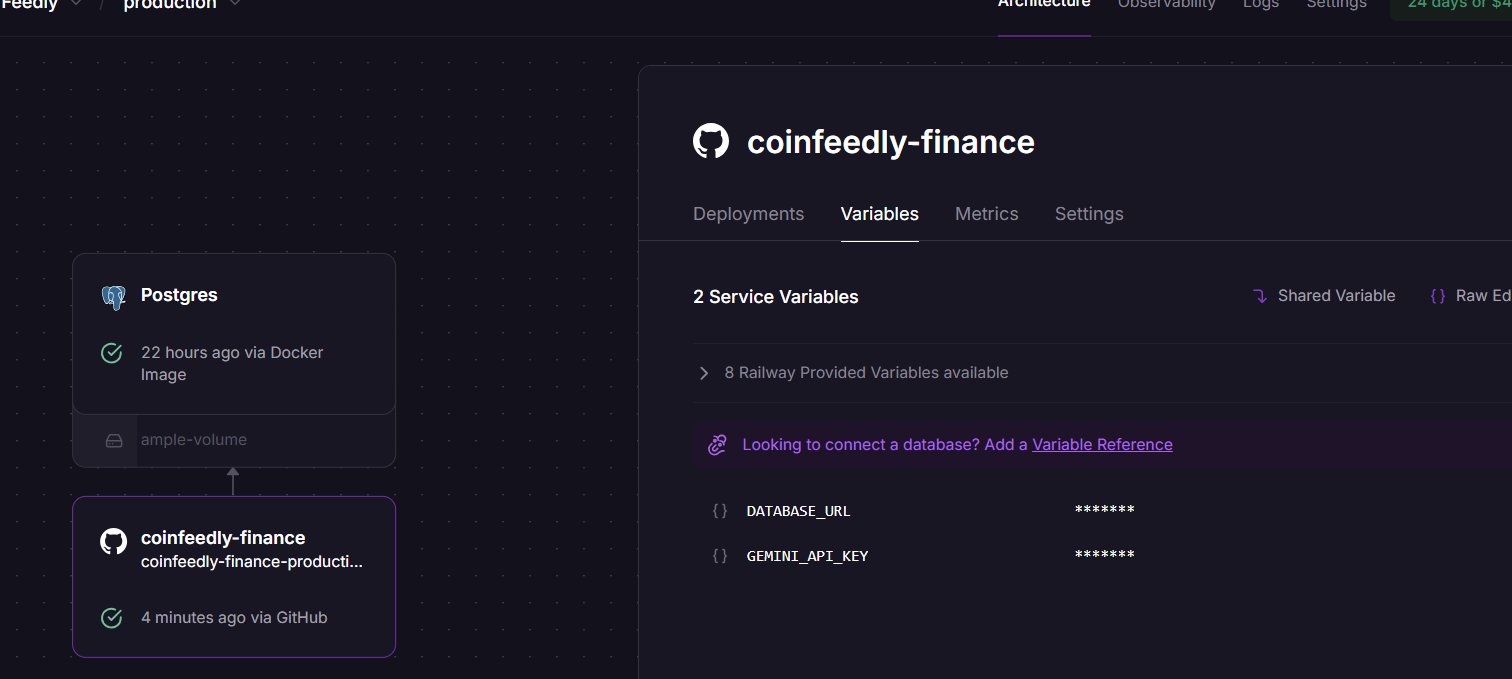 Feedly / production
Architecture Observability Logs Settings 24 days or $4
coinfeedly-finance
Deployments Variables Metrics Settings
2 Service Variables Shared Variable {} Raw Ed
8 Railway Provided Variables available
Looking to connect a database? Add a Variable Reference
{} DATABASE_URL *******
{} GEMINI_API_KEY *******
Postgres
22 hours ago via Docker
Image
ample-volume
coinfeedly-finance
coinfeedly-finance-producti...
4 minutes ago via GitHub